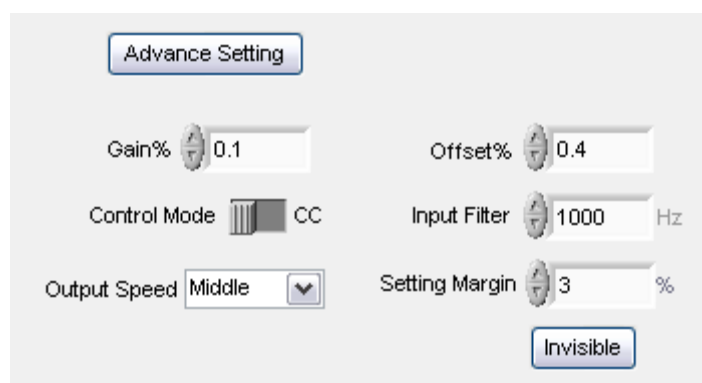 Advance Setting
Gain% 0.1 Offset% 0.4
Control Mode CC Input Filter 1000 Hz
Output Speed Middle Setting Margin 3 %
Invisible